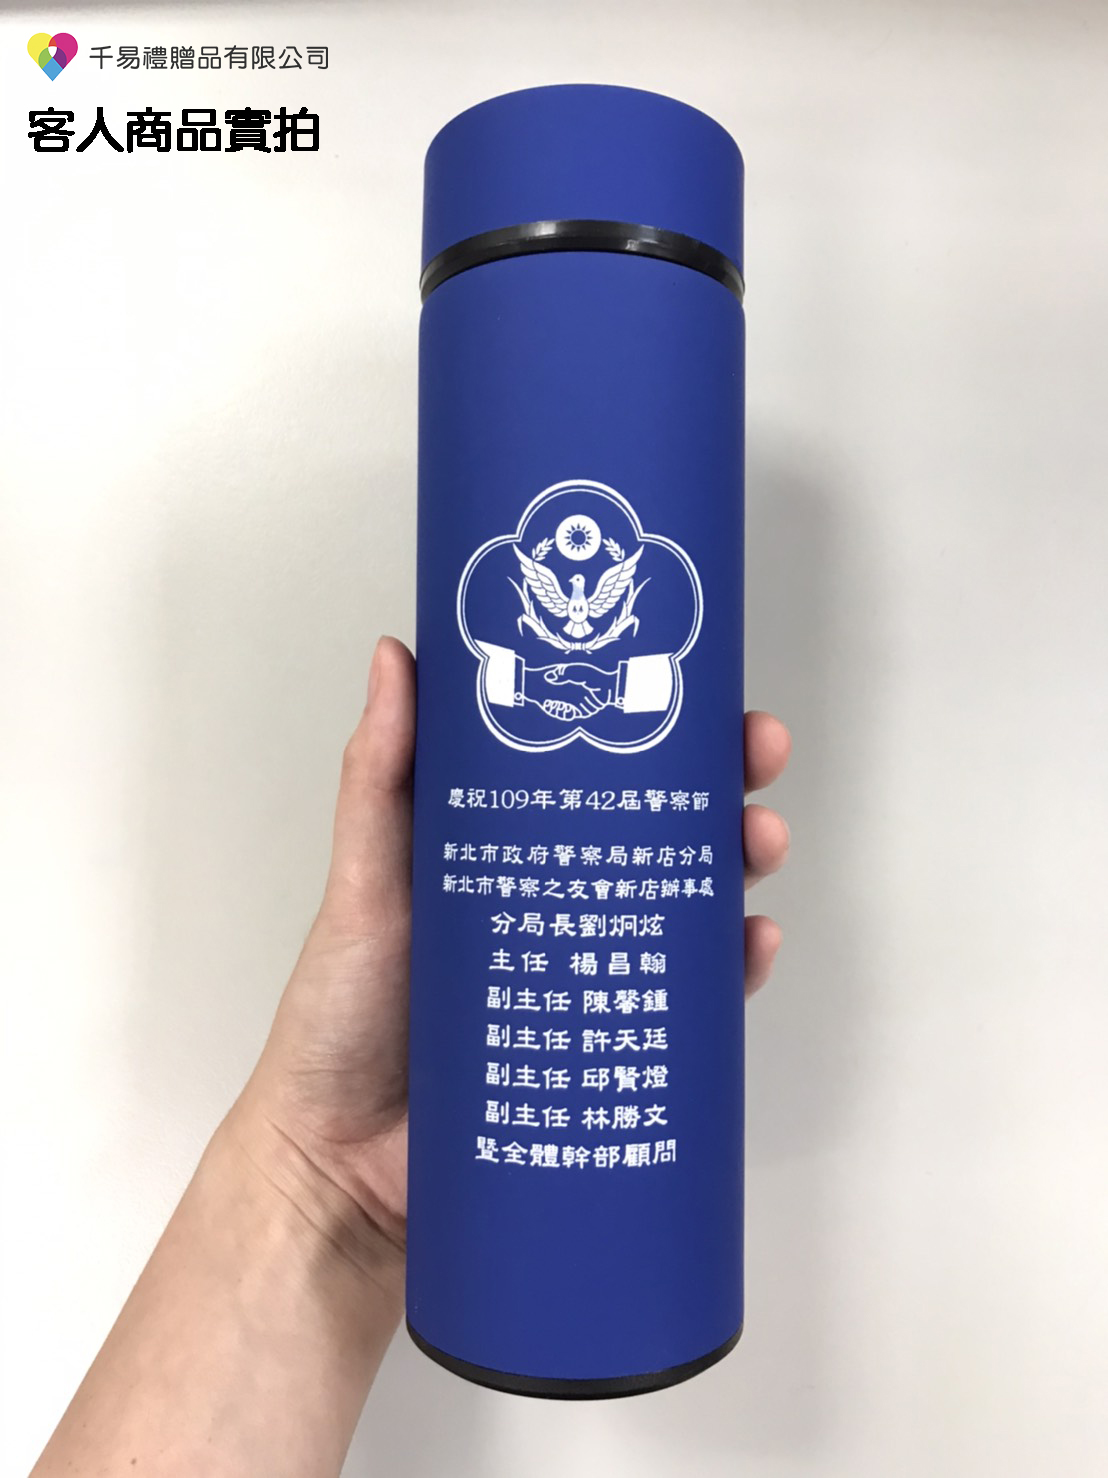 千易禮贈品有限公司
客人商品實拍
慶祝109年第42屆警察節
新北市政府警察局新店分局
新北市警察之友會新店辦事處
分局長劉炯炫
主任 楊昌翰
副主任 陳馨鍾
副主任 許天廷
副主任 邱賢燈
副主任 林勝文
暨全體幹部顧問